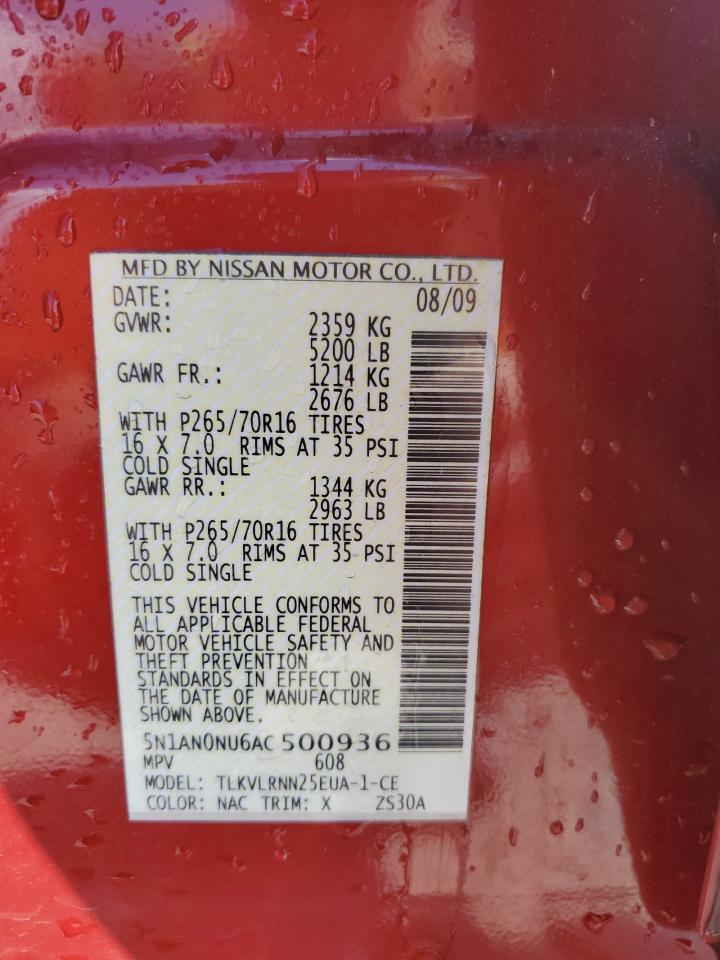 MFD BY NISSAN MOTOR CO., LTD.
DATE: 08/09
GVWR: 2359 KG
5200 LB
GAWR FR.: 1214 KG
2676 LB
WITH P265/70R16 TIRES
16 X 7.0 RIMS AT 35 PSI
COLD SINGLE
GAWR RR.: 1344 KG
2963 LB
WITH P265/70R16 TIRES
16 X 7.0 RIMS AT 35 PSI
COLD SINGLE
THIS VEHICLE CONFORMS TO
ALL APPLICABLE FEDERAL
MOTOR VEHICLE SAFETY AND
THEFT PREVENTION
STANDARDS IN EFFECT ON
THE DATE OF MANUFACTURE
SHOWN ABOVE.
5N1AN0NU6AC 500936
MPV 608
MODEL: TLKVLRNN25EUA-1-CE
COLOR: NAC TRIM: X ZS30A